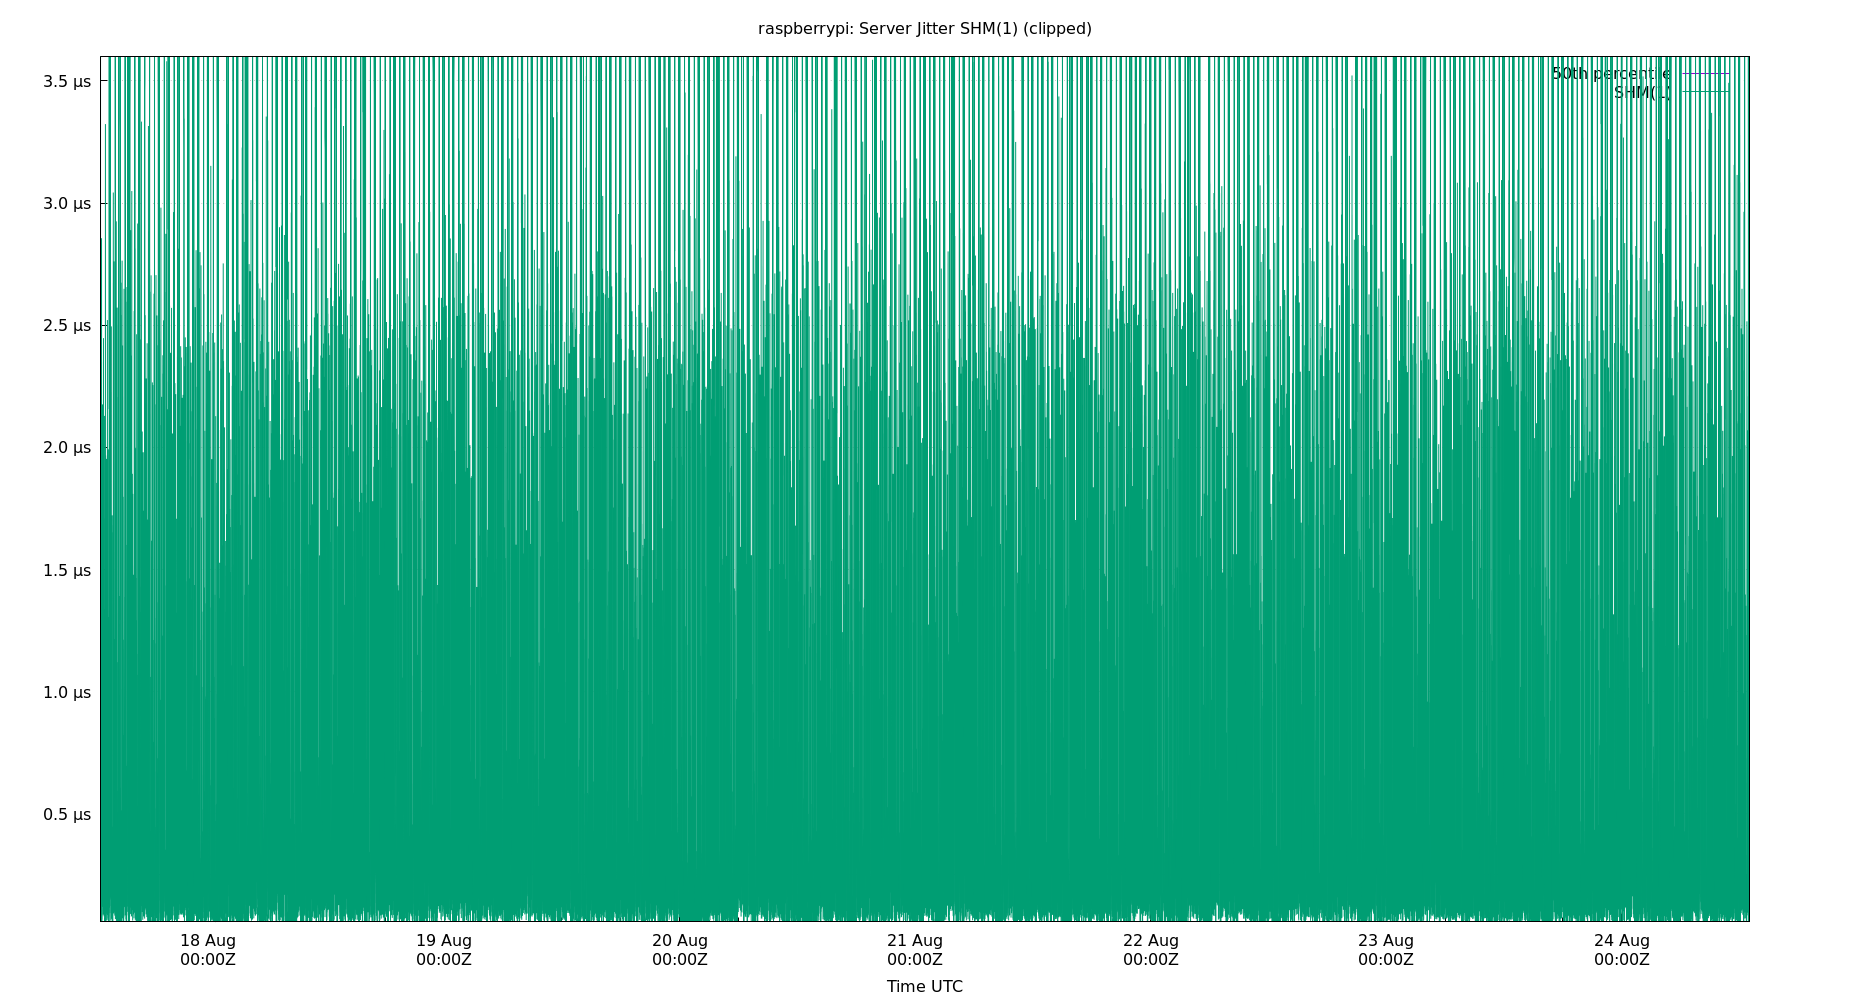 raspberrypi: Server Jitter SHM(1) (clipped)
50th percentile
SHM(1)
3.5 μs
3.0 μs
2.5 μs
2.0 μs
1.5 μs
1.0 μs
0.5 μs
18 Aug 19 Aug 20 Aug 21 Aug 22 Aug 23 Aug 24 Aug
00:00Z 00:00Z 00:00Z 00:00Z 00:00Z 00:00Z 00:00Z
Time UTC